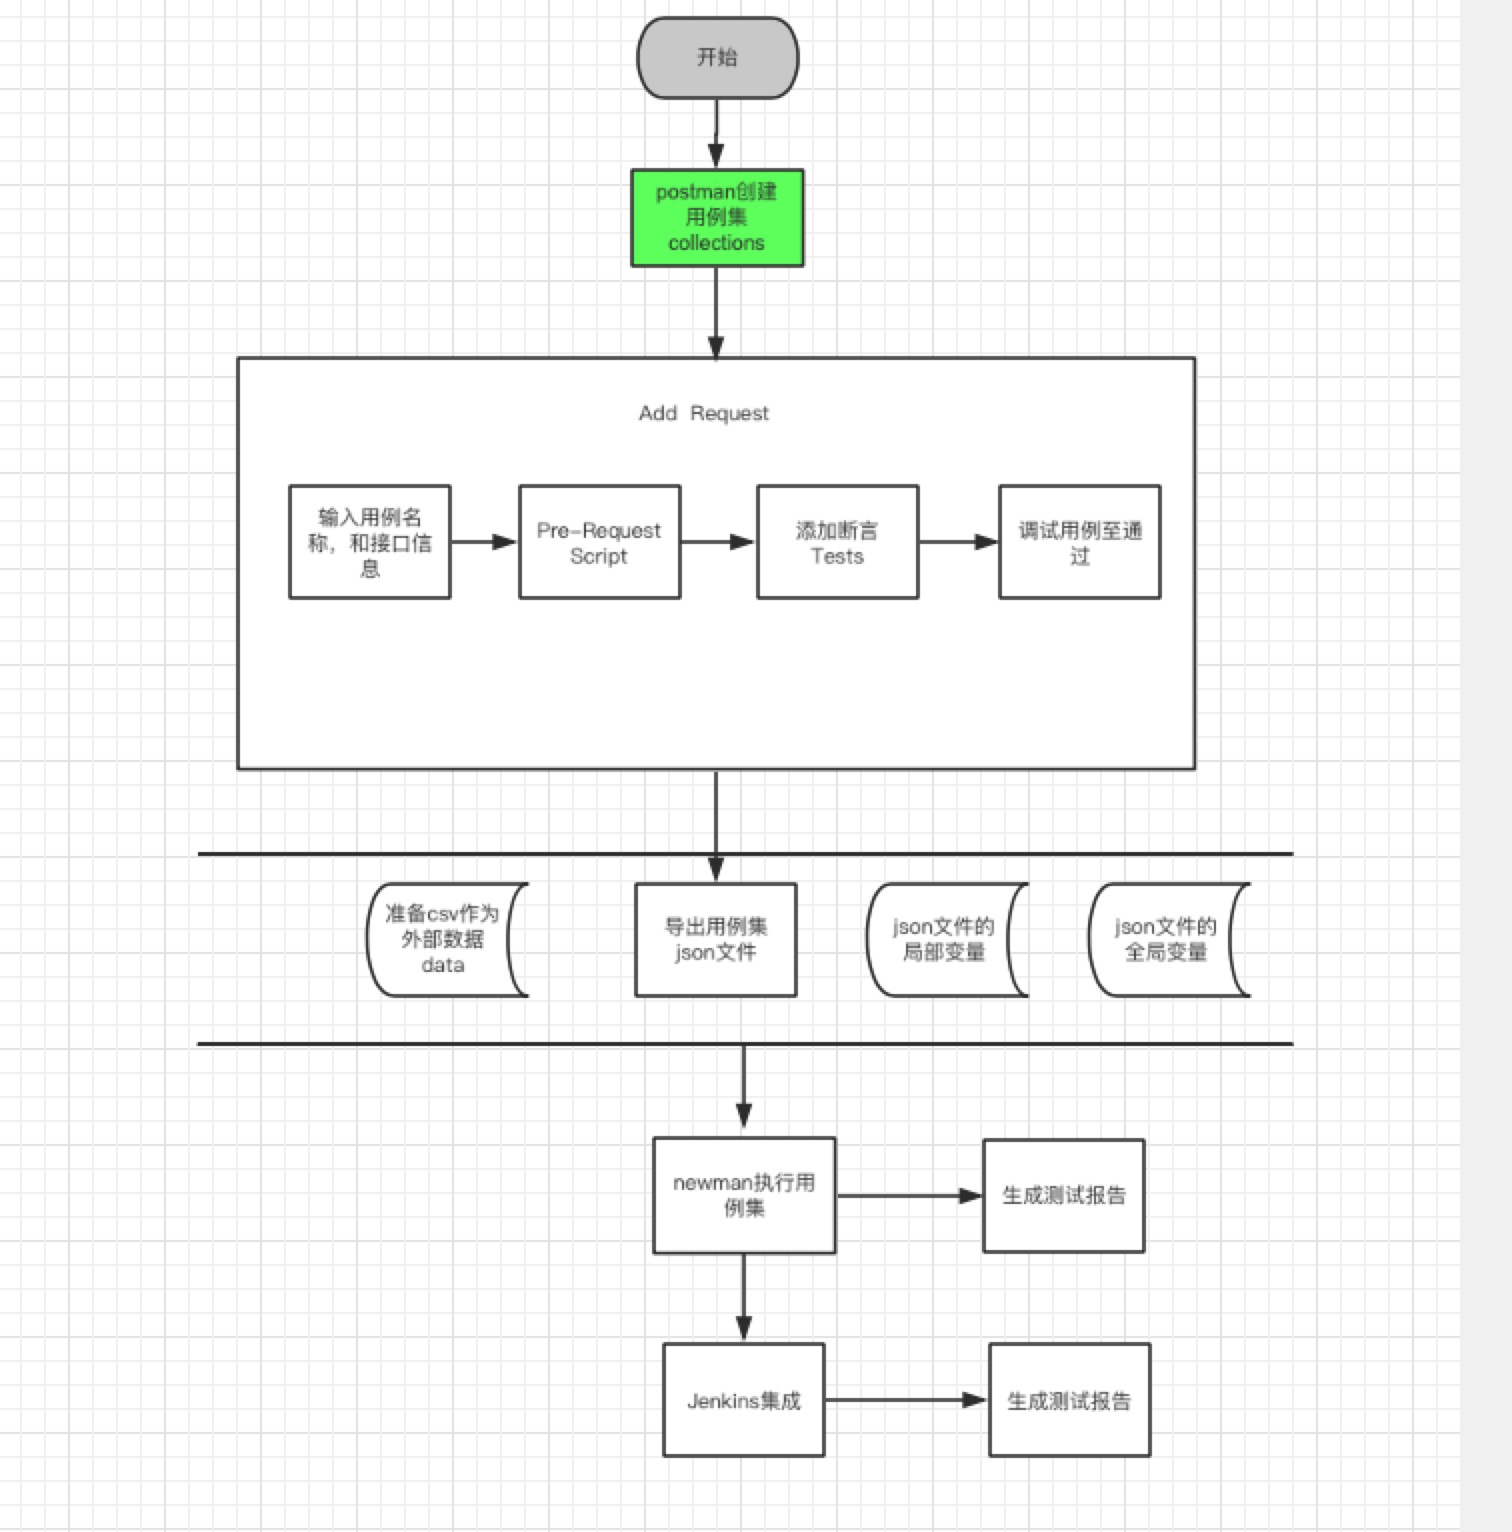 开始
postman创建
用例集
collections
Add Request
输入用例名
称，和接口信
息
Pre-Request
Script
添加断言
Tests
调试用例至通
过
准备csv作为
外部数据
data
导出用例集
json文件
json文件的
局部变量
json文件的
全局变量
newman执行用
例集
生成测试报告
Jenkins集成
生成测试报告